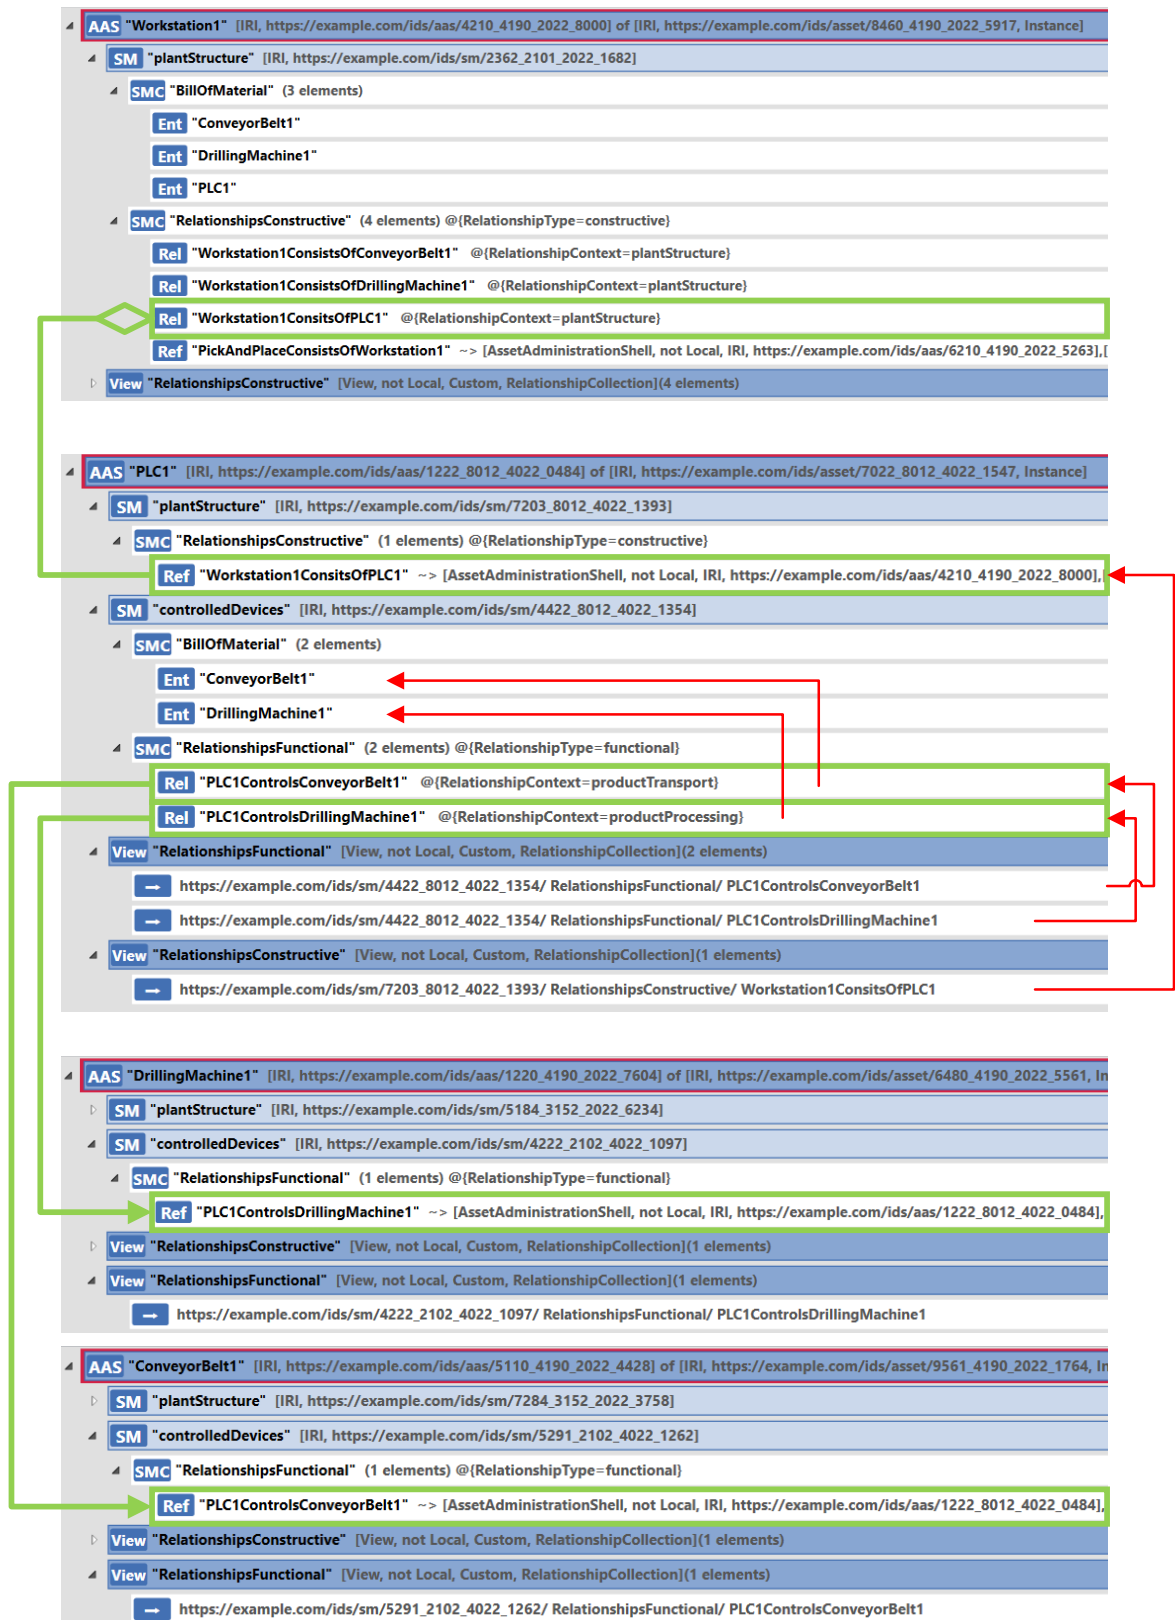 AAS "Workstation1" [IRI, https://example.com/ids/aas/4210_4190_2022_8000] of [IRI, https://example.com/ids/asset/8460_4190_2022_5917, Instance]
SM "plantStructure" [IRI, https://example.com/ids/sm/2362_2101_2022_1682]
SMC "BillOfMaterial" (3 elements)
Ent "ConveyorBelt1"
Ent "DrillingMachine1"
Ent "PLC1"
SMC "RelationshipsConstructive" (4 elements) @{RelationshipType=constructive}
Rel "Workstation1ConsistsOfConveyorBelt1" @{RelationshipContext=plantStructure}
Rel "Workstation1ConsistsOfDrillingMachine1" @{RelationshipContext=plantStructure}
Rel "Workstation1ConsitsOfPLC1" @{RelationshipContext=plantStructure}
Ref "PickAndPlaceConsistsOfWorkstation1" ~> [AssetAdministrationShell, not Local, IRI, https://example.com/ids/aas/6210_4190_2022_5263],[
View "RelationshipsConstructive" [View, not Local, Custom, RelationshipCollection](4 elements)
AAS "PLC1" [IRI, https://example.com/ids/aas/1222_8012_4022_0484] of [IRI, https://example.com/ids/asset/7022_8012_4022_1547, Instance]
SM "plantStructure" [IRI, https://example.com/ids/sm/7203_8012_4022_1393]
SMC "RelationshipsConstructive" (1 elements) @{RelationshipType=constructive}
Ref "Workstation1ConsitsOfPLC1" ~> [AssetAdministrationShell, not Local, IRI, https://example.com/ids/aas/4210_4190_2022_8000],[
SM "controlledDevices" [IRI, https://example.com/ids/sm/4422_8012_4022_1354]
SMC "BillOfMaterial" (2 elements)
Ent "ConveyorBelt1"
Ent "DrillingMachine1"
SMC "RelationshipsFunctional" (2 elements) @{RelationshipType=functional}
Rel "PLC1ControlsConveyorBelt1" @{RelationshipContext=productTransport}
Rel "PLC1ControlsDrillingMachine1" @{RelationshipContext=productProcessing}
View "RelationshipsFunctional" [View, not Local, Custom, RelationshipCollection](2 elements)
→ https://example.com/ids/sm/4422_8012_4022_1354/ RelationshipsFunctional/ PLC1ControlsConveyorBelt1
→ https://example.com/ids/sm/4422_8012_4022_1354/ RelationshipsFunctional/ PLC1ControlsDrillingMachine1
View "RelationshipsConstructive" [View, not Local, Custom, RelationshipCollection](1 elements)
→ https://example.com/ids/sm/7203_8012_4022_1393/ RelationshipsConstructive/ Workstation1ConsitsOfPLC1
AAS "DrillingMachine1" [IRI, https://example.com/ids/aas/1220_4190_2022_7604] of [IRI, https://example.com/ids/asset/6480_4190_2022_5561, In
SM "plantStructure" [IRI, https://example.com/ids/sm/5184_3152_2022_6234]
SM "controlledDevices" [IRI, https://example.com/ids/sm/4222_2102_4022_1097]
SMC "RelationshipsFunctional" (1 elements) @{RelationshipType=functional}
Ref "PLC1ControlsDrillingMachine1" ~> [AssetAdministrationShell, not Local, IRI, https://example.com/ids/aas/1222_8012_4022_0484],
View "RelationshipsConstructive" [View, not Local, Custom, RelationshipCollection](1 elements)
View "RelationshipsFunctional" [View, not Local, Custom, RelationshipCollection](1 elements)
→ https://example.com/ids/sm/4222_2102_4022_1097/ RelationshipsFunctional/ PLC1ControlsDrillingMachine1
AAS "ConveyorBelt1" [IRI, https://example.com/ids/aas/5110_4190_2022_4428] of [IRI, https://example.com/ids/asset/9561_4190_2022_1764, In
SM "plantStructure" [IRI, https://example.com/ids/sm/7284_3152_2022_3758]
SM "controlledDevices" [IRI, https://example.com/ids/sm/5291_2102_4022_1262]
SMC "RelationshipsFunctional" (1 elements) @{RelationshipType=functional}
Ref "PLC1ControlsConveyorBelt1" ~> [AssetAdministrationShell, not Local, IRI, https://example.com/ids/aas/1222_8012_4022_0484],
View "RelationshipsConstructive" [View, not Local, Custom, RelationshipCollection](1 elements)
View "RelationshipsFunctional" [View, not Local, Custom, RelationshipCollection](1 elements)
→ https://example.com/ids/sm/5291_2102_4022_1262/ RelationshipsFunctional/ PLC1ControlsConveyorBelt1